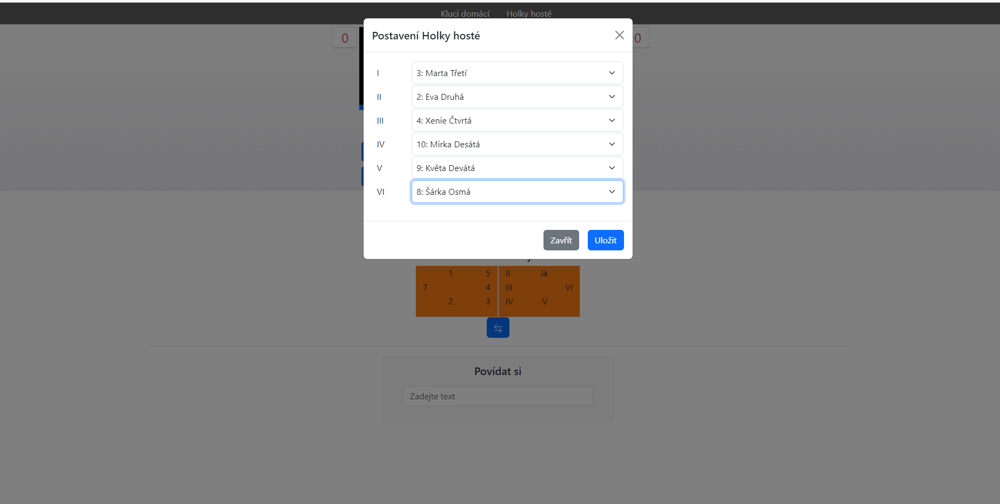 Kluci domácí Holky hosté
0 0
Postavení Holky hosté
I 3: Marta Třetí
II 2: Eva Druhá
III 4: Xenie Čtvrtá
IV 10: Mirka Desátá
V 9: Květa Devátá
VI 8: Šárka Osmá
Zavřít Uložit
1 5 II Já
7 4 III VI
2 3 IV V
Povídat si
Zadejte text